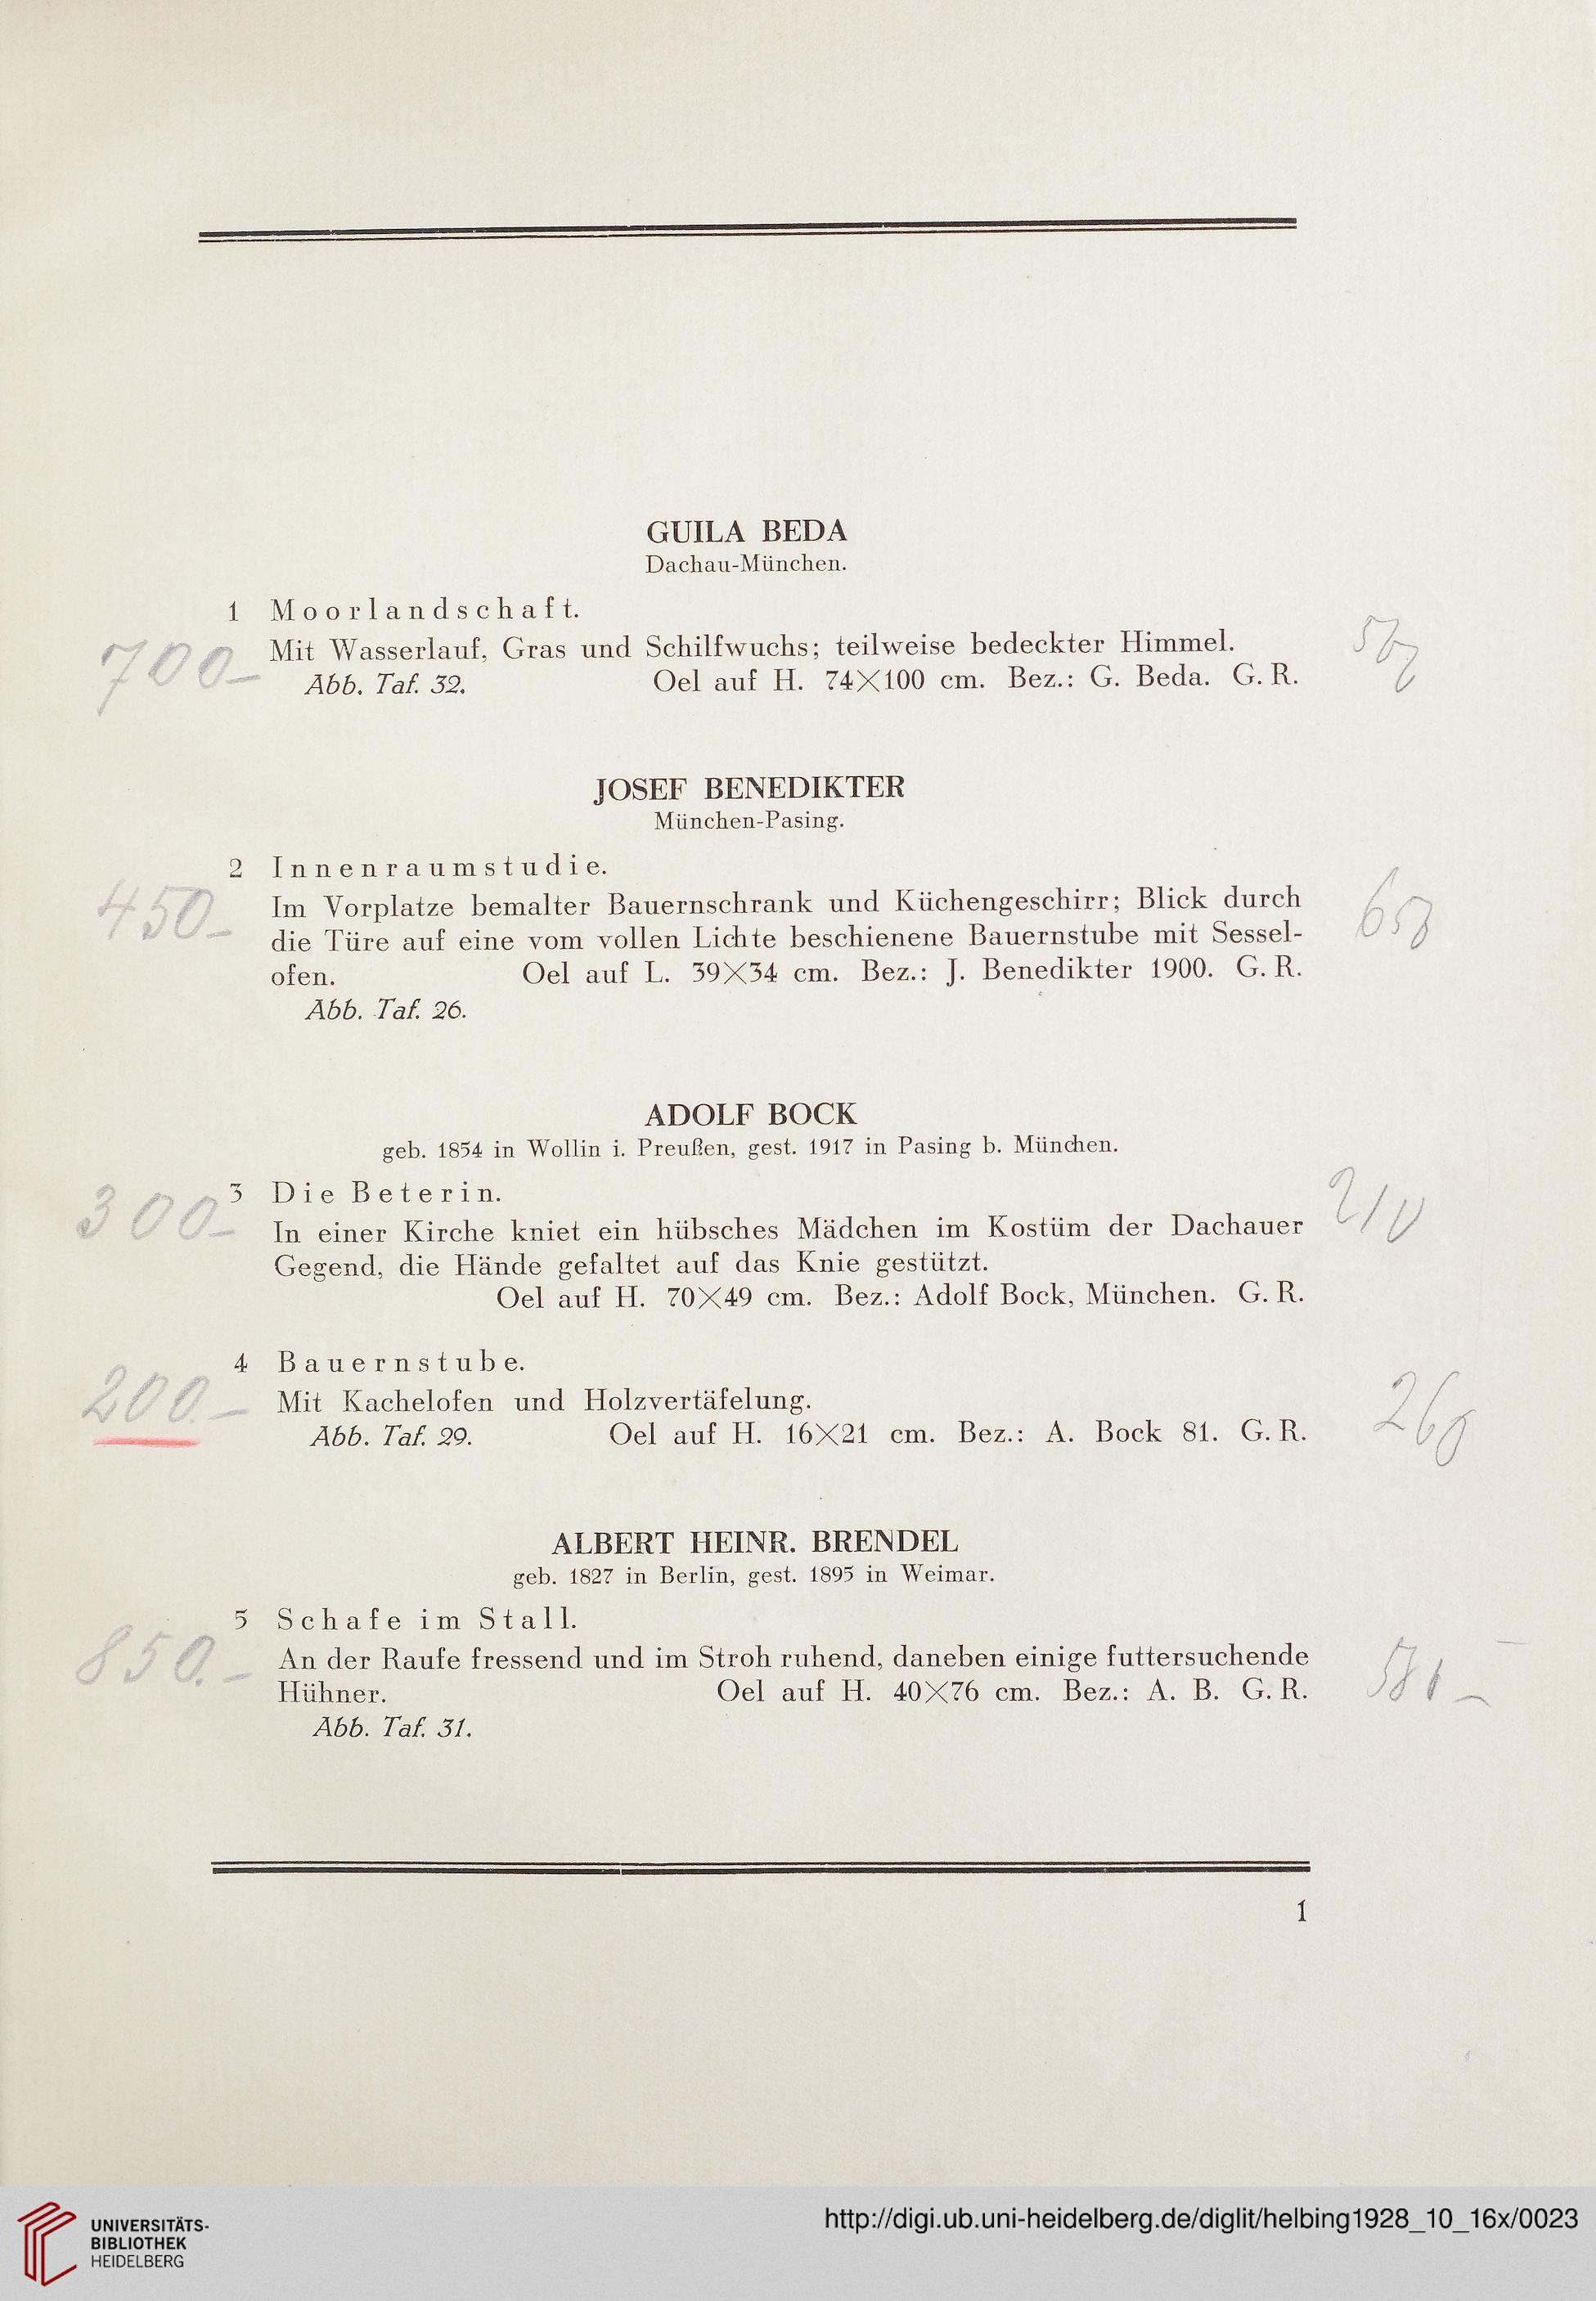 GUILA BEDA
Dachau-München.
1 Moorlandschaft.
700- Mit Wasserlauf, Gras und Schilfwuchs; teilweise bedeckter Himmel.
Abb. Taf. 32. Oel auf H. 74×100 cm. Bez.: G. Beda. G. R.
JOSEF BENEDIKTER
München-Pasing.
2 Innenraumstudie.
450- Im Vorplatze bemalter Bauernschrank und Küchengeschirr; Blick durch
die Türe auf eine vom vollen Lichte beschienene Bauernstube mit Sessel-
ofen. Oel auf L. 39×34 cm. Bez.: J. Benedikter 1900. G. R.
Abb. Taf. 26.
ADOLF BOCK
geb. 1854 in Wollin i. Preußen, gest. 1917 in Pasing b. München.
3 Die Beterin.
300- In einer Kirche kniet ein hübsches Mädchen im Kostüm der Dachauer 210
Gegend, die Hände gefaltet auf das Knie gestützt.
Oel auf H. 70×49 cm. Bez.: Adolf Bock, München. G. R.
4 Bauernstube.
200.- Mit Kachelofen und Holzvertäfelung. 260
Abb. Taf. 29. Oel auf H. 16×21 cm. Bez.: A. Bock 81. G. R.
ALBERT HEINR. BRENDEL
geb. 1827 in Berlin, gest. 1895 in Weimar.
5 Schafe im Stall.
850.- An der Raufe fressend und im Stroh ruhend, daneben einige futtersuchende
Hühner. Oel auf H. 40×76 cm. Bez.: A. B. G. R.
Abb. Taf. 31.
1
UNIVERSITÄTS-
BIBLIOTHEK
HEIDELBERG
http://digi.ub.uni-heidelberg.de/diglit/helbing1928_10_16x/0023